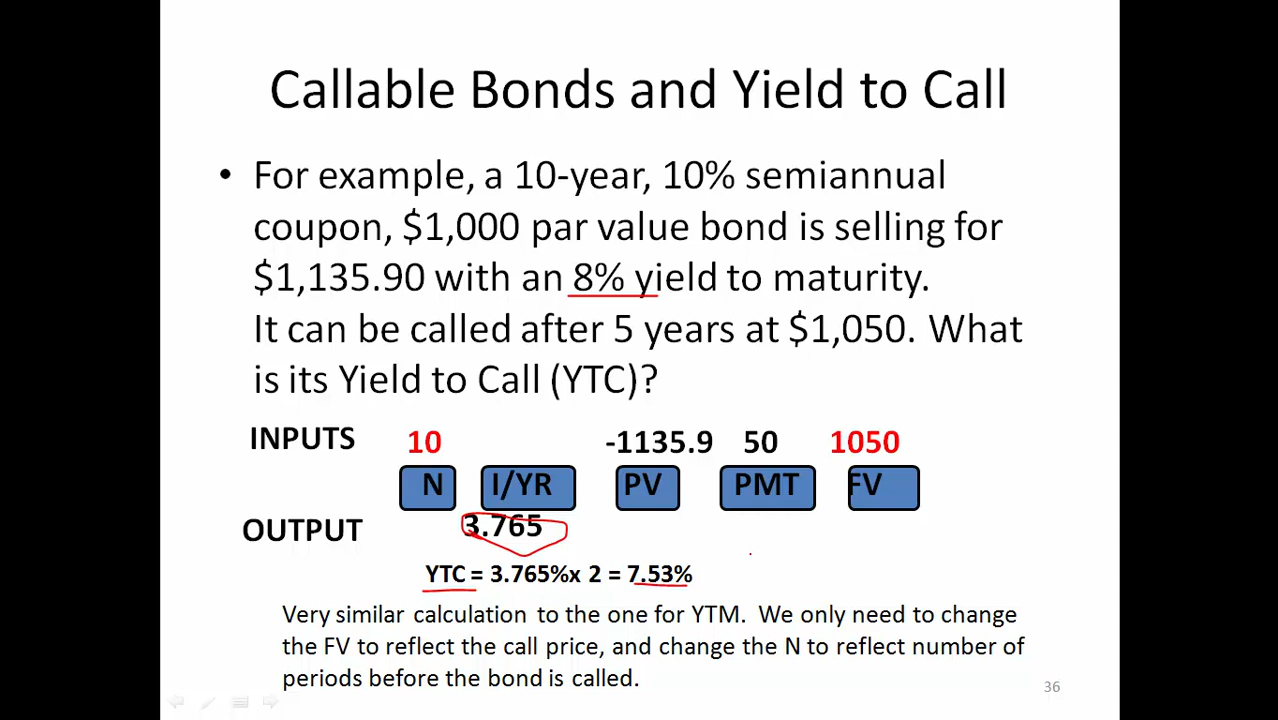 Callable Bonds and Yield to Call
• For example, a 10-year, 10% semiannual
coupon, $1,000 par value bond is selling for
$1,135.90 with an 8% yield to maturity.
It can be called after 5 years at $1,050. What
is its Yield to Call (YTC)?
INPUTS 10 -1135.9 50 1050
N I/YR PV PMT FV
OUTPUT 3.765
YTC = 3.765%x 2 = 7.53%
Very similar calculation to the one for YTM. We only need to change
the FV to reflect the call price, and change the N to reflect number of
periods before the bond is called.
36